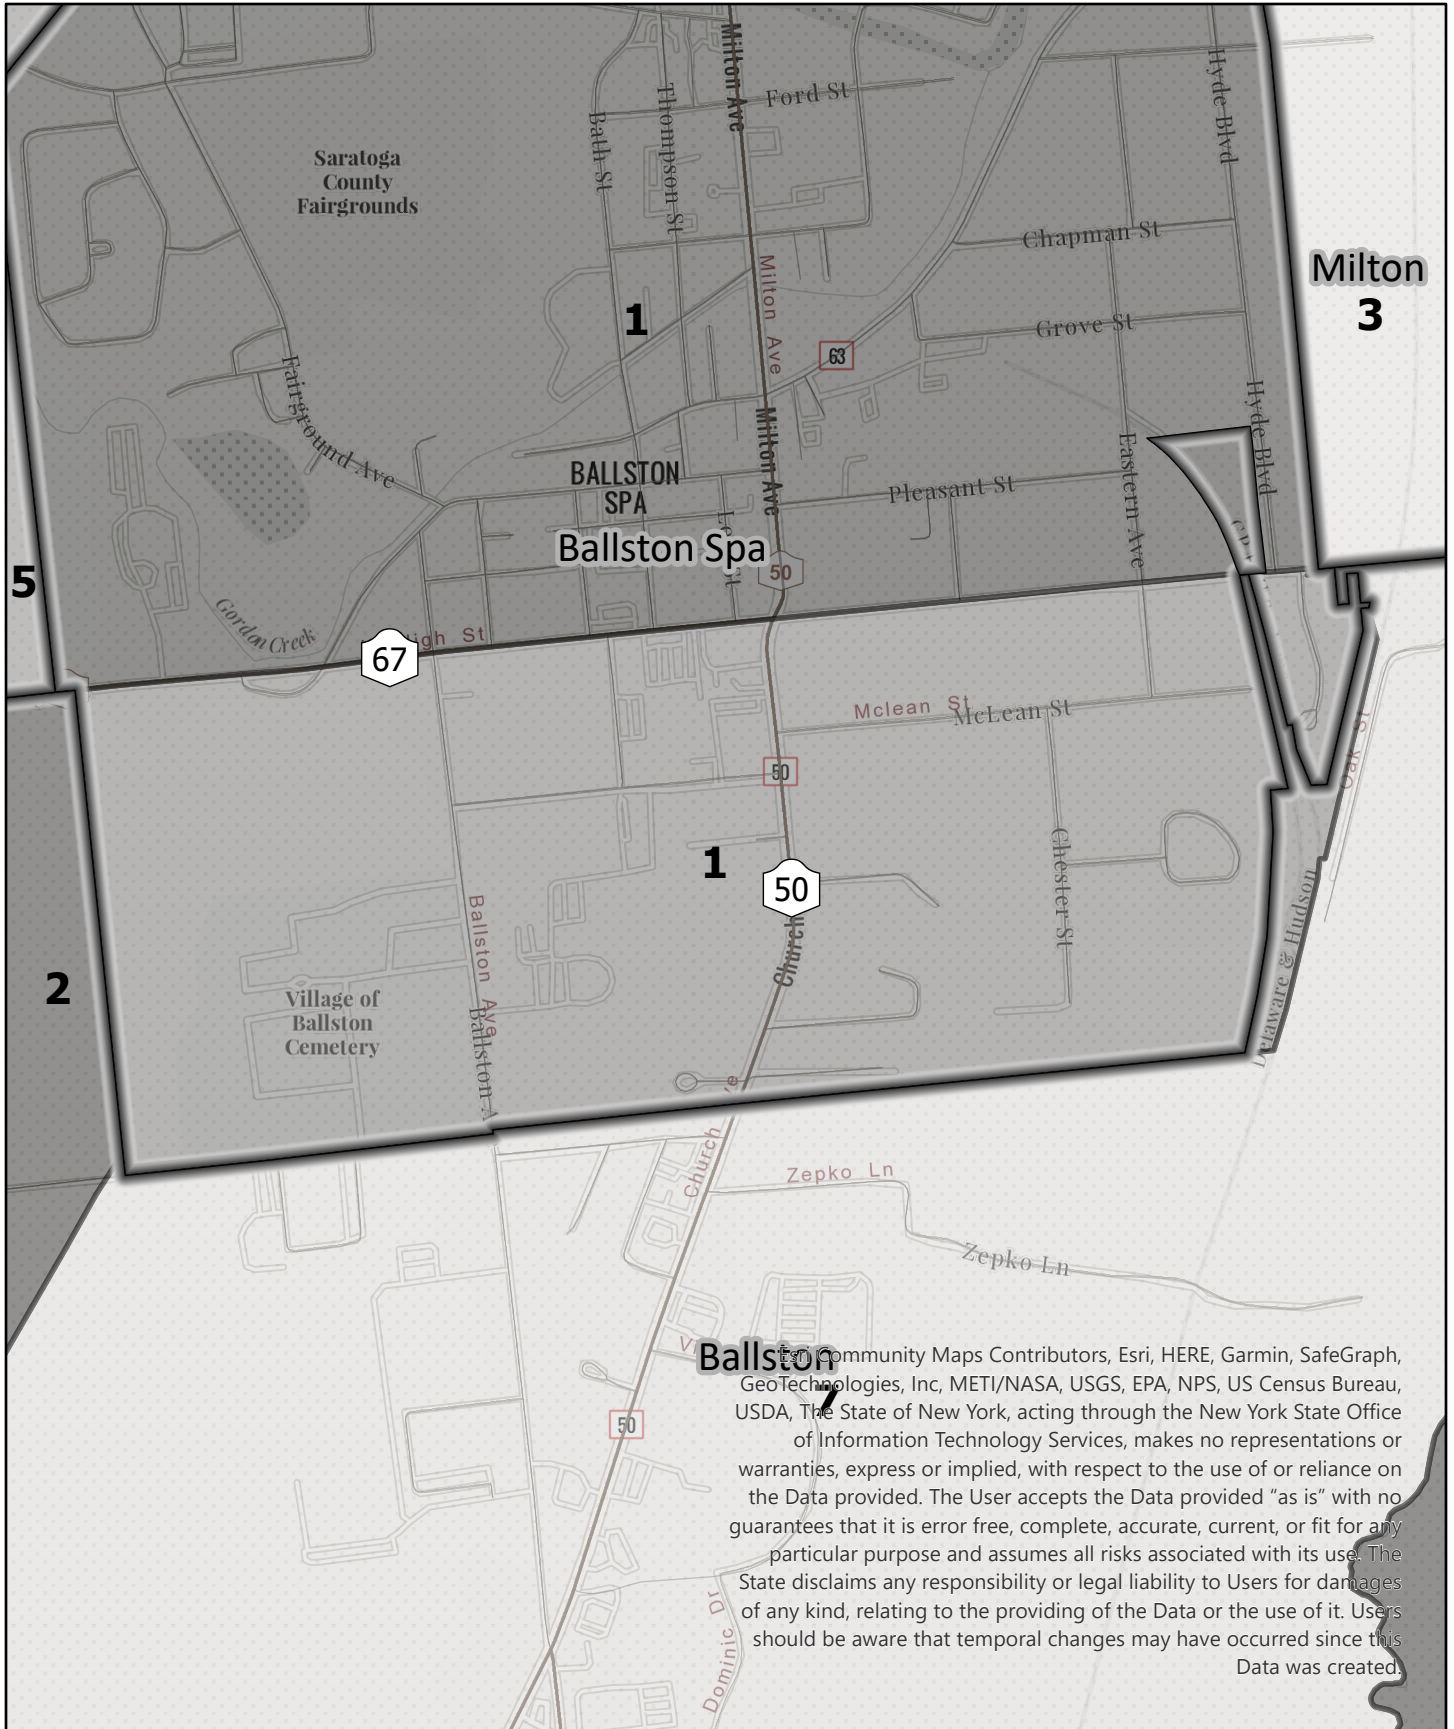 Milton Ave
Ford St
Thompson St
Bath St
Hyde Blvd
Saratoga
County
Fairgrounds
Chapman St
Milton
3
Milton Ave
1
Grove St
63
Fairground Ave
Hyde Blvd
Milton Ave
Eastern Ave
BALLSTON
SPA
Pleasant St
Ballston Spa
50
5
Gordon Creek
High St
67
Mclean St
McLean St
Oak St
50
1
50
Chester St
Church
Ballston Ave
Delaware & Hudson
2
Village of
Ballston
Cemetery
Ballston A
Church Ave
Zepko Ln
Zepko Ln
Ballston
7
50
Dominic Dr
Esri Community Maps Contributors, Esri, HERE, Garmin, SafeGraph,
GeoTechnologies, Inc, METI/NASA, USGS, EPA, NPS, US Census Bureau,
USDA, The State of New York, acting through the New York State Office
of Information Technology Services, makes no representations or
warranties, express or implied, with respect to the use of or reliance on
the Data provided. The User accepts the Data provided “as is” with no
guarantees that it is error free, complete, accurate, current, or fit for any
particular purpose and assumes all risks associated with its use. The
State disclaims any responsibility or legal liability to Users for damages
of any kind, relating to the providing of the Data or the use of it. Users
should be aware that temporal changes may have occurred since this
Data was created.